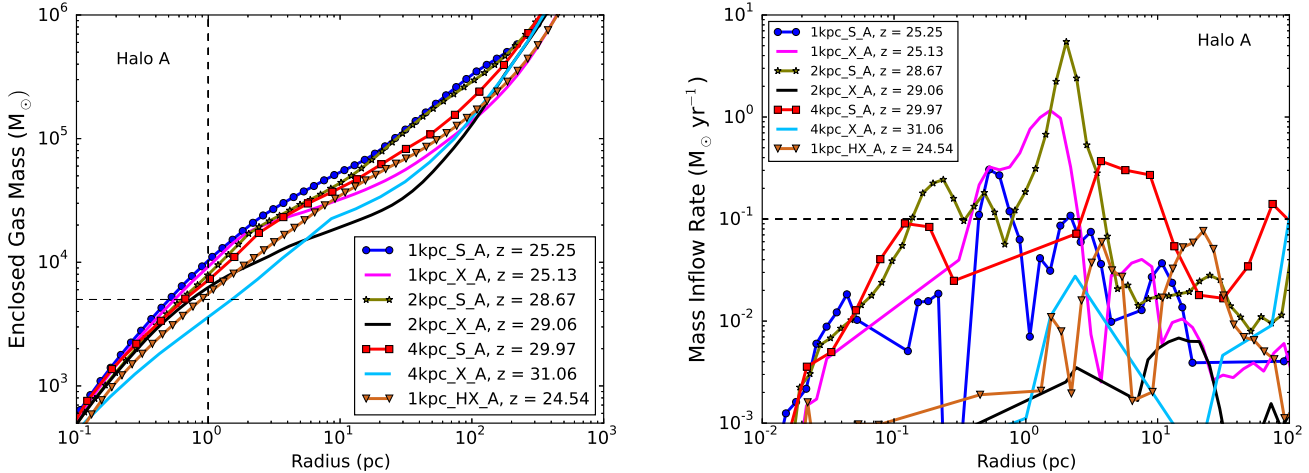 Halo A
Enclosed Gas Mass (M⊙)
10^6
10^5
10^4
10^3
1kpc_S_A, z = 25.25
1kpc_X_A, z = 25.13
2kpc_S_A, z = 28.67
2kpc_X_A, z = 29.06
4kpc_S_A, z = 29.97
4kpc_X_A, z = 31.06
1kpc_HX_A, z = 24.54
10^-1
10^0
10^1
10^2
10^3
Radius (pc)
Halo A
Mass Inflow Rate (M⊙ yr^-1)
10^1
10^0
10^-1
10^-2
10^-3
1kpc_S_A, z = 25.25
1kpc_X_A, z = 25.13
2kpc_S_A, z = 28.67
2kpc_X_A, z = 29.06
4kpc_S_A, z = 29.97
4kpc_X_A, z = 31.06
1kpc_HX_A, z = 24.54
10^-2
10^-1
10^0
10^1
10^2
Radius (pc)